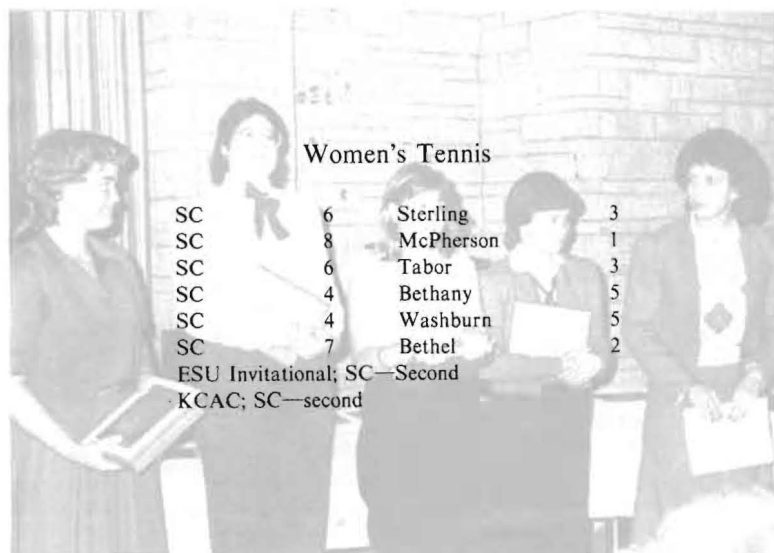 Women's Tennis
SC 6 Sterling 3
SC 8 McPherson 1
SC 6 Tabor 3
SC 4 Bethany 5
SC 4 Washburn 5
SC 7 Bethel 2
ESU Invitational; SC—Second
KCAC; SC—second